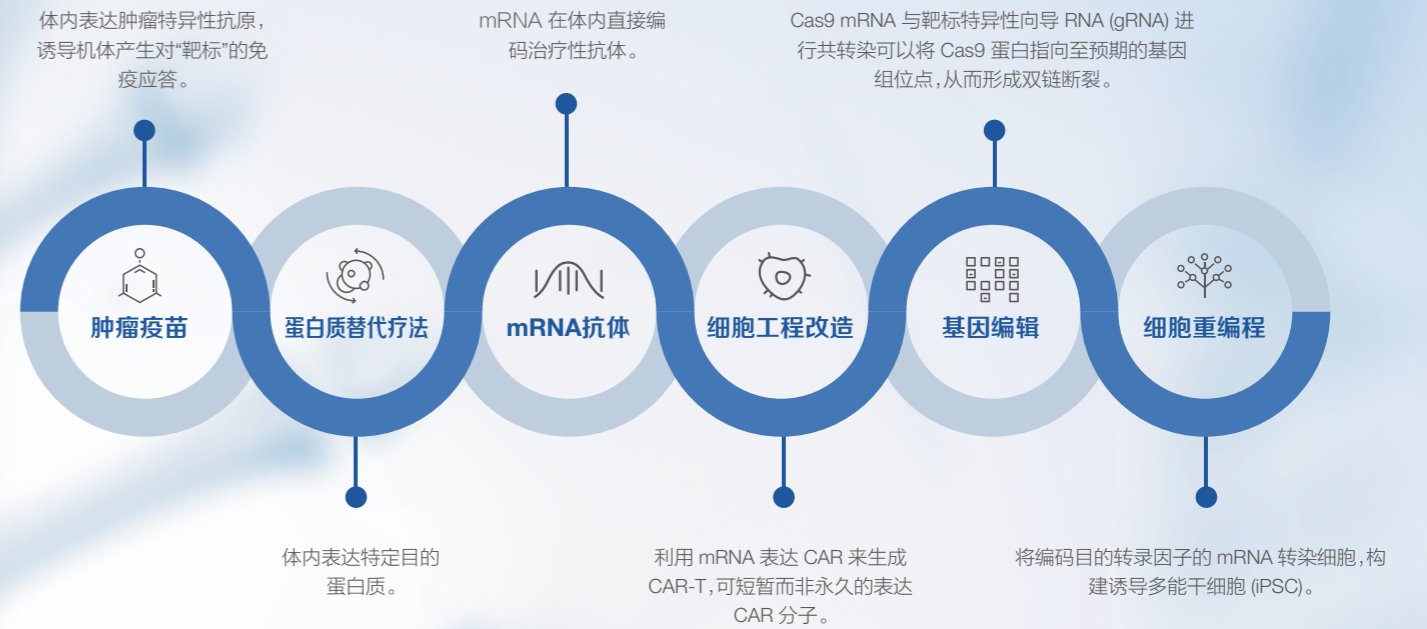 体内表达肿瘤特异性抗原,
诱导机体产生对“靶标”的免
疫应答。
mRNA 在体内直接编
码治疗性抗体。
Cas9 mRNA 与靶标特异性向导 RNA (gRNA) 进
行共转染可以将 Cas9 蛋白指向至预期的基因
组位点,从而形成双链断裂。
肿瘤疫苗
蛋白质替代疗法
mRNA抗体
细胞工程改造
基因编辑
细胞重编程
体内表达特定目的
蛋白质。
利用 mRNA 表达 CAR 来生成
CAR-T,可短暂而非永久的表达
CAR 分子。
将编码目的转录因子的 mRNA 转染细胞,构
建诱导多能干细胞 (iPSC)。